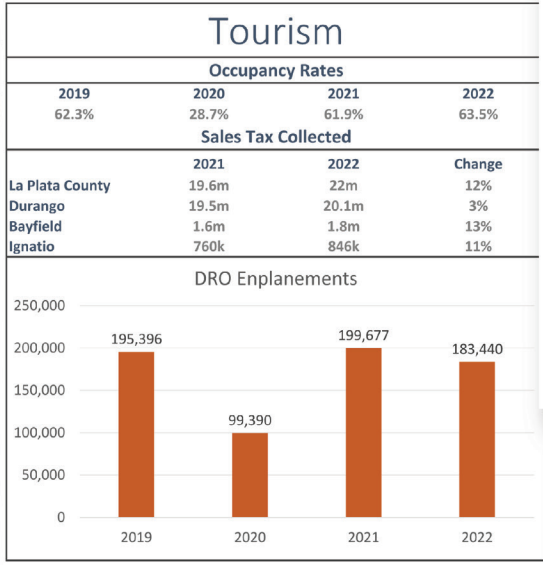 Tourism
Occupancy Rates
2019 2020 2021 2022
62.3% 28.7% 61.9% 63.5%
Sales Tax Collected
2021 2022 Change
La Plata County 19.6m 22m 12%
Durango 19.5m 20.1m 3%
Bayfield 1.6m 1.8m 13%
Ignatio 760k 846k 11%
DRO Enplanements
250,000
200,000
150,000
100,000
50,000
0
195,396
99,390
199,677
183,440
2019 2020 2021 2022